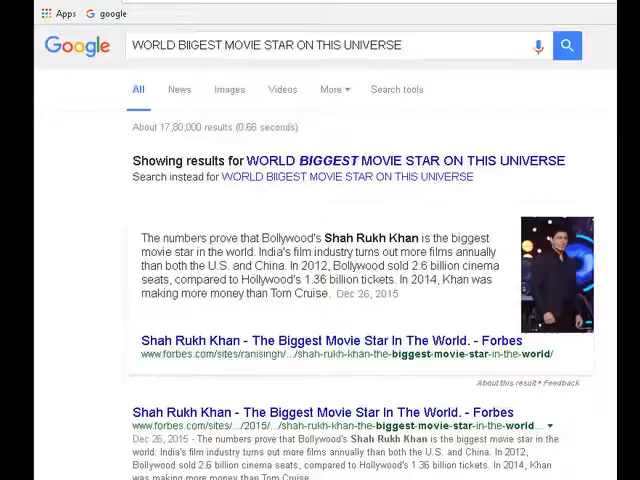 Apps google
Google WORLD BIIGEST MOVIE STAR ON THIS UNIVERSE
All News Images Videos More Search tools
About 17,80,000 results (0.66 seconds)
Showing results for WORLD BIGGEST MOVIE STAR ON THIS UNIVERSE
Search instead for WORLD BIIGEST MOVIE STAR ON THIS UNIVERSE
The numbers prove that Bollywood's Shah Rukh Khan is the biggest
movie star in the world. India's film industry turns out more films annually
than both the U.S. and China. In 2012, Bollywood sold 2.6 billion cinema
seats, compared to Hollywood's 1.36 billion tickets. In 2014, Khan was
making more money than Tom Cruise. Dec 26, 2015
Shah Rukh Khan - The Biggest Movie Star In The World. - Forbes
www.forbes.com/sites/ranisingh/.../shah-rukh-khan-the-biggest-movie-star-in-the-world/
About this result • Feedback
Shah Rukh Khan - The Biggest Movie Star In The World. - Forbes
www.forbes.com/sites/.../2015/.../shah-rukh-khan-the-biggest-movie-star-in-the-world...
Dec 26, 2015 - The numbers prove that Bollywood's Shah Rukh Khan is the biggest movie star in the
world. India's film industry turns out more films annually than both the U.S. and China. In 2012,
Bollywood sold 2.6 billion cinema seats, compared to Hollywood's 1.36 billion tickets. In 2014, Khan
was making more money than Tom Cruise.